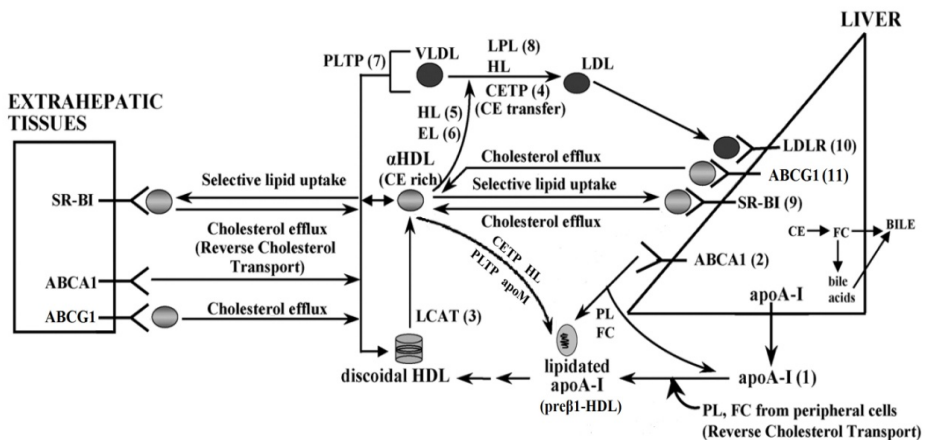 LIVER
PLTP (7)
VLDL
LPL (8)
HL
CETP (4)
(CE transfer)
LDL
EXTRAHEPATIC
TISSUES
HL (5)
EL (6)
LDLR (10)
αHDL
(CE rich)
Cholesterol efflux
ABCG1 (11)
SR-BI
Selective lipid uptake
Selective lipid uptake
SR-BI (9)
Cholesterol efflux
(Reverse Cholesterol
Transport)
Cholesterol efflux
CE
FC
BILE
bile
acids
ABCA1
CETP HL
PLTP apoM
ABCA1 (2)
apoA-I
ABCG1
Cholesterol efflux
LCAT (3)
PL
FC
discoidal HDL
lipidated
apoA-I
(preβ1-HDL)
apoA-I (1)
PL, FC from peripheral cells
(Reverse Cholesterol Transport)